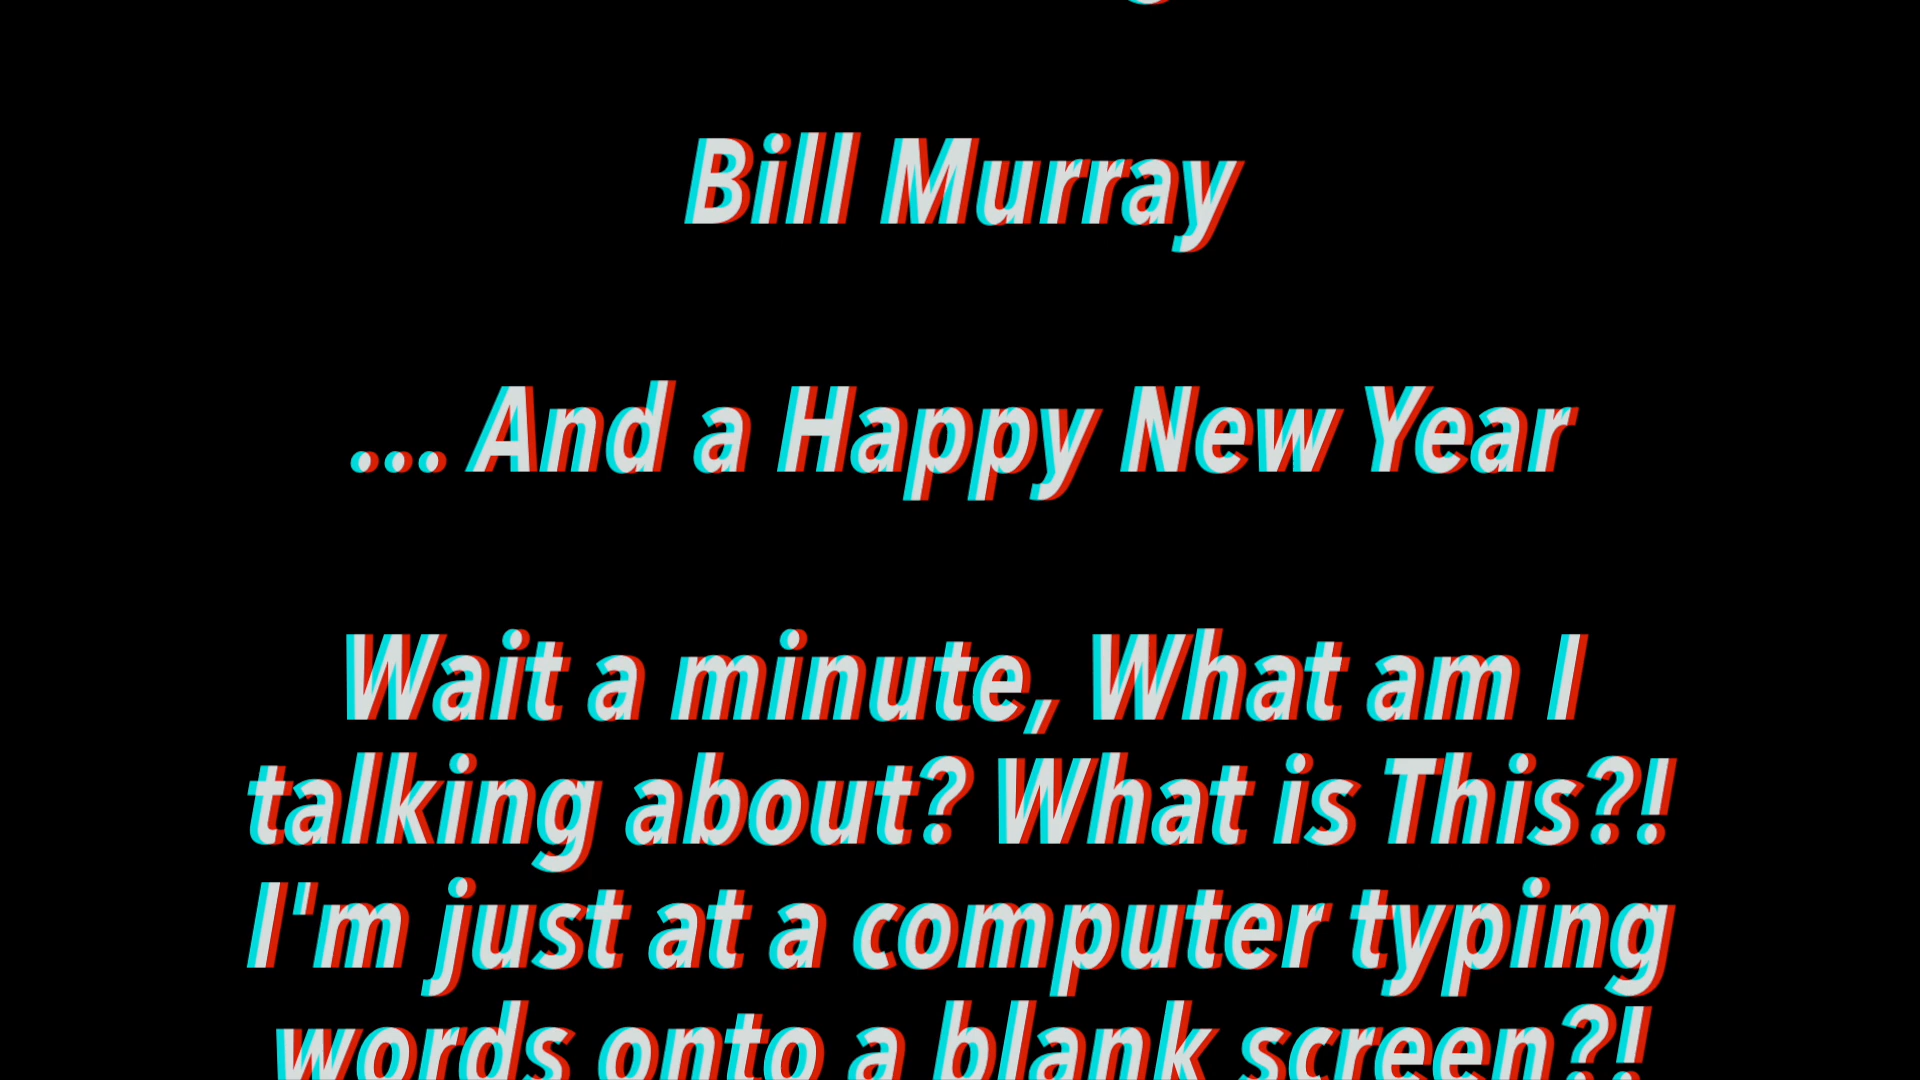 Bill Murray
... And a Happy New Year
Wait a minute, What am I
talking about? What is This?!
I'm just at a computer typing
words onto a blank screen?!